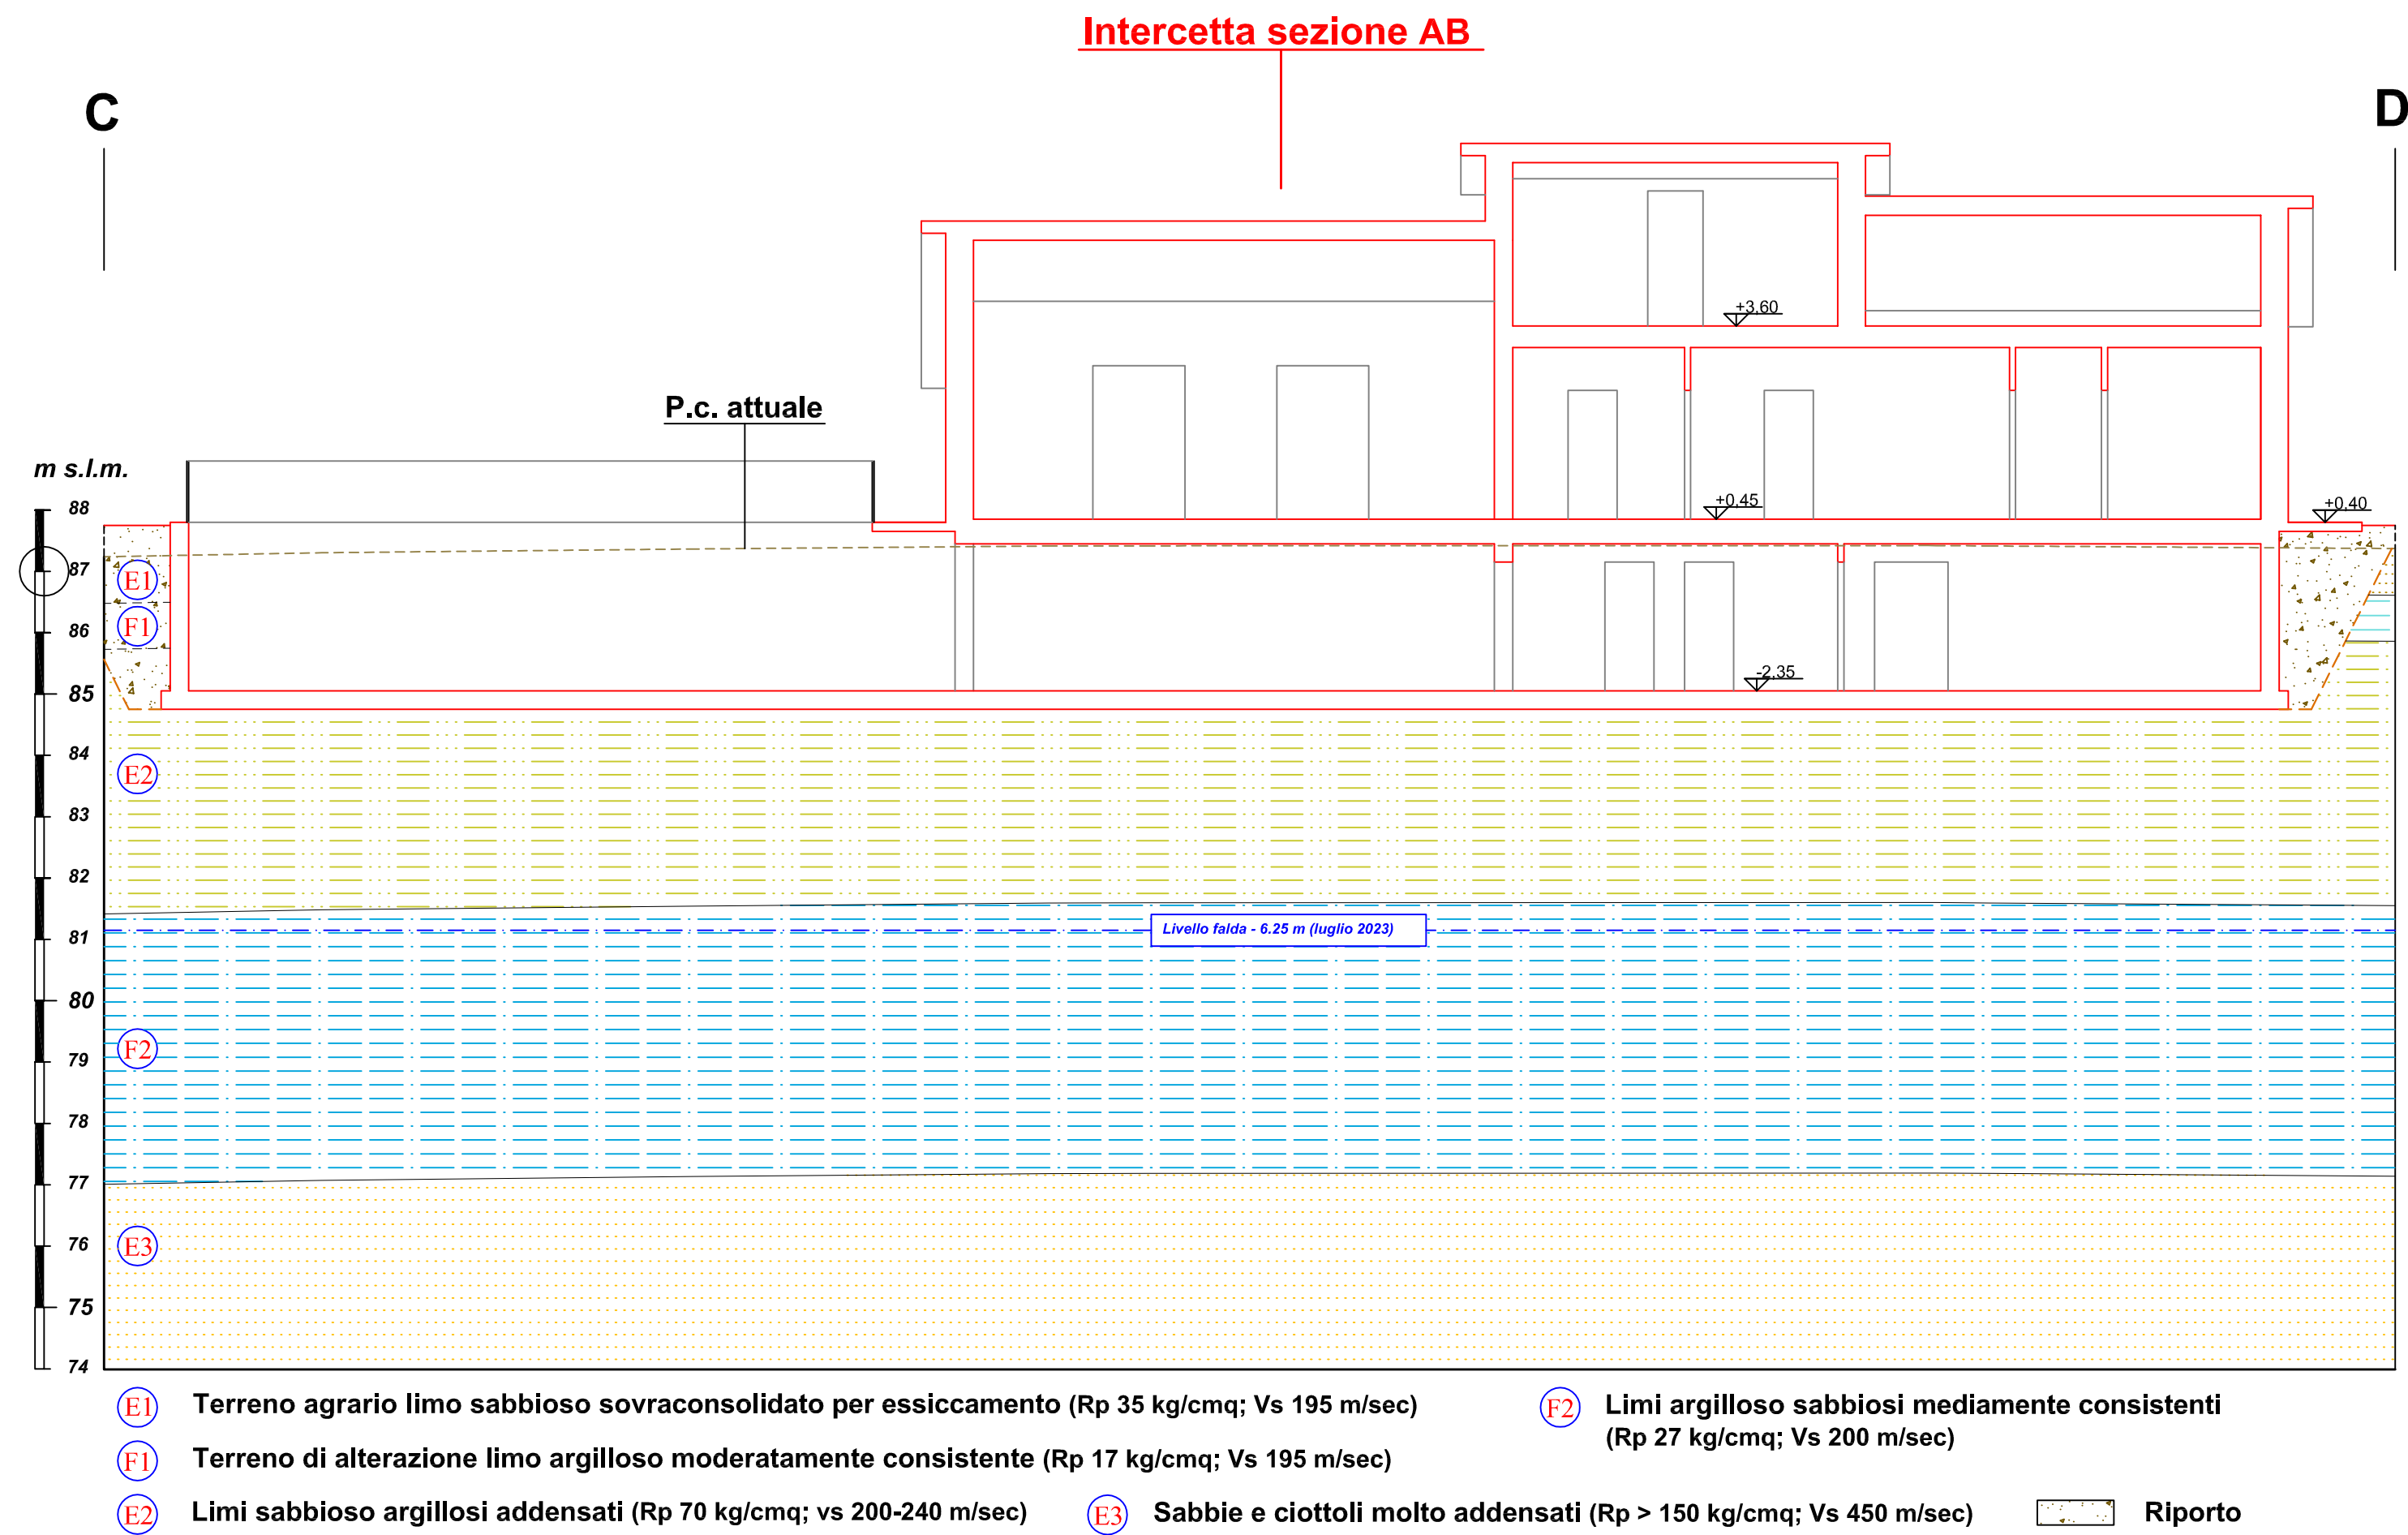 Intercetta sezione AB
C
D
+3,60
P.c. attuale
m s.l.m.
88
+0,45
+0,40
87
E1
86
F1
85
-2,35
84
E2
83
82
81
Livello falda - 6.25 m (luglio 2023)
80
79
F2
78
77
76
E3
75
74
E1 Terreno agrario limo sabbioso sovraconsolidato per essiccamento (Rp 35 kg/cmq; Vs 195 m/sec)
F1 Terreno di alterazione limo argilloso moderatamente consistente (Rp 17 kg/cmq; Vs 195 m/sec)
E2 Limi sabbioso argillosi addensati (Rp 70 kg/cmq; vs 200-240 m/sec)
F2 Limi argilloso sabbiosi mediamente consistenti
(Rp 27 kg/cmq; Vs 200 m/sec)
E3 Sabbie e ciottoli molto addensati (Rp > 150 kg/cmq; Vs 450 m/sec)
Riporto